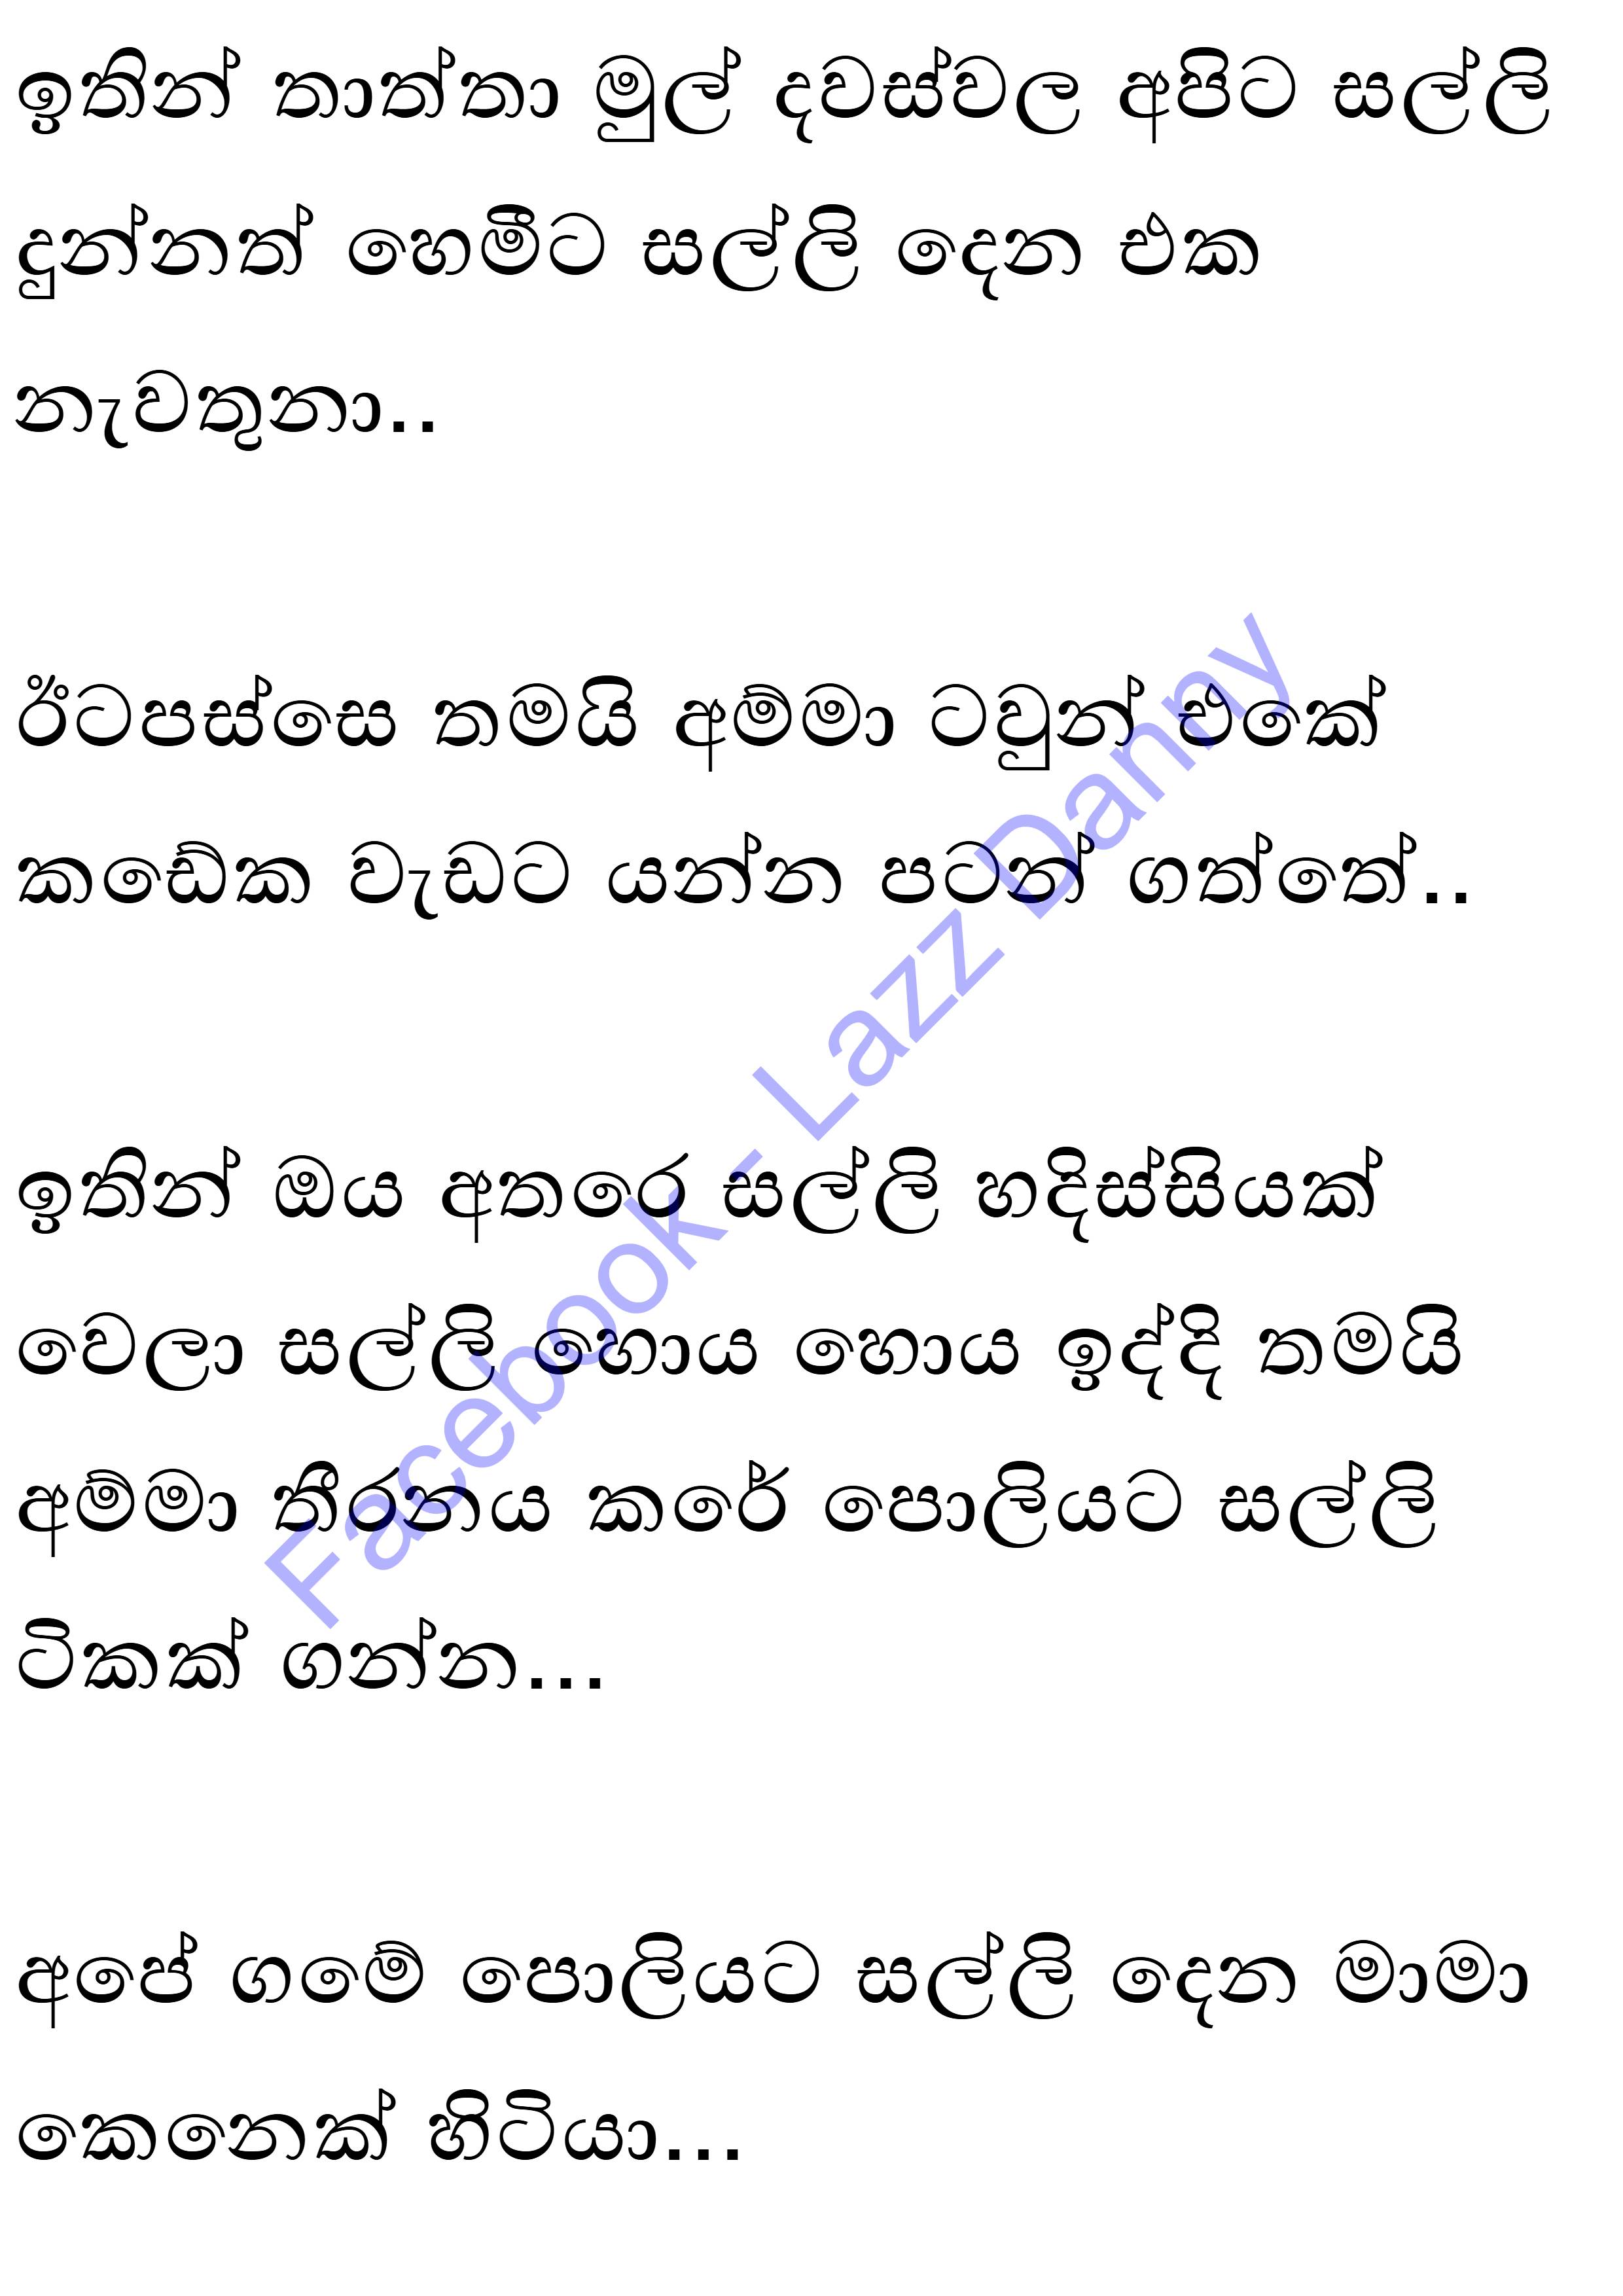 ඉතින් තාත්තා මුල් දවස්වල අපිට සල්ලි
දුන්නත් හෙමීට සල්ලි දෙන එක
නැවතුනා..
ඊටපස්සෙ තමයි අම්මා ටවුන් එකේ
කඩේක වැඩට යන්න පටන් ගත්තේ..
ඉතින් ඔය අතරෙ සල්ලි හදිස්සියක්
වෙලා සල්ලි හොය හොය ඉද්දි තමයි
අම්මා තීරනය කරේ පොලියට සල්ලි
ටිකක් ගන්න...
අපේ ගමේ පොලියට සල්ලි දෙන මාමා
කෙනෙක් හිටියා...
Facebook - Lazz Danny